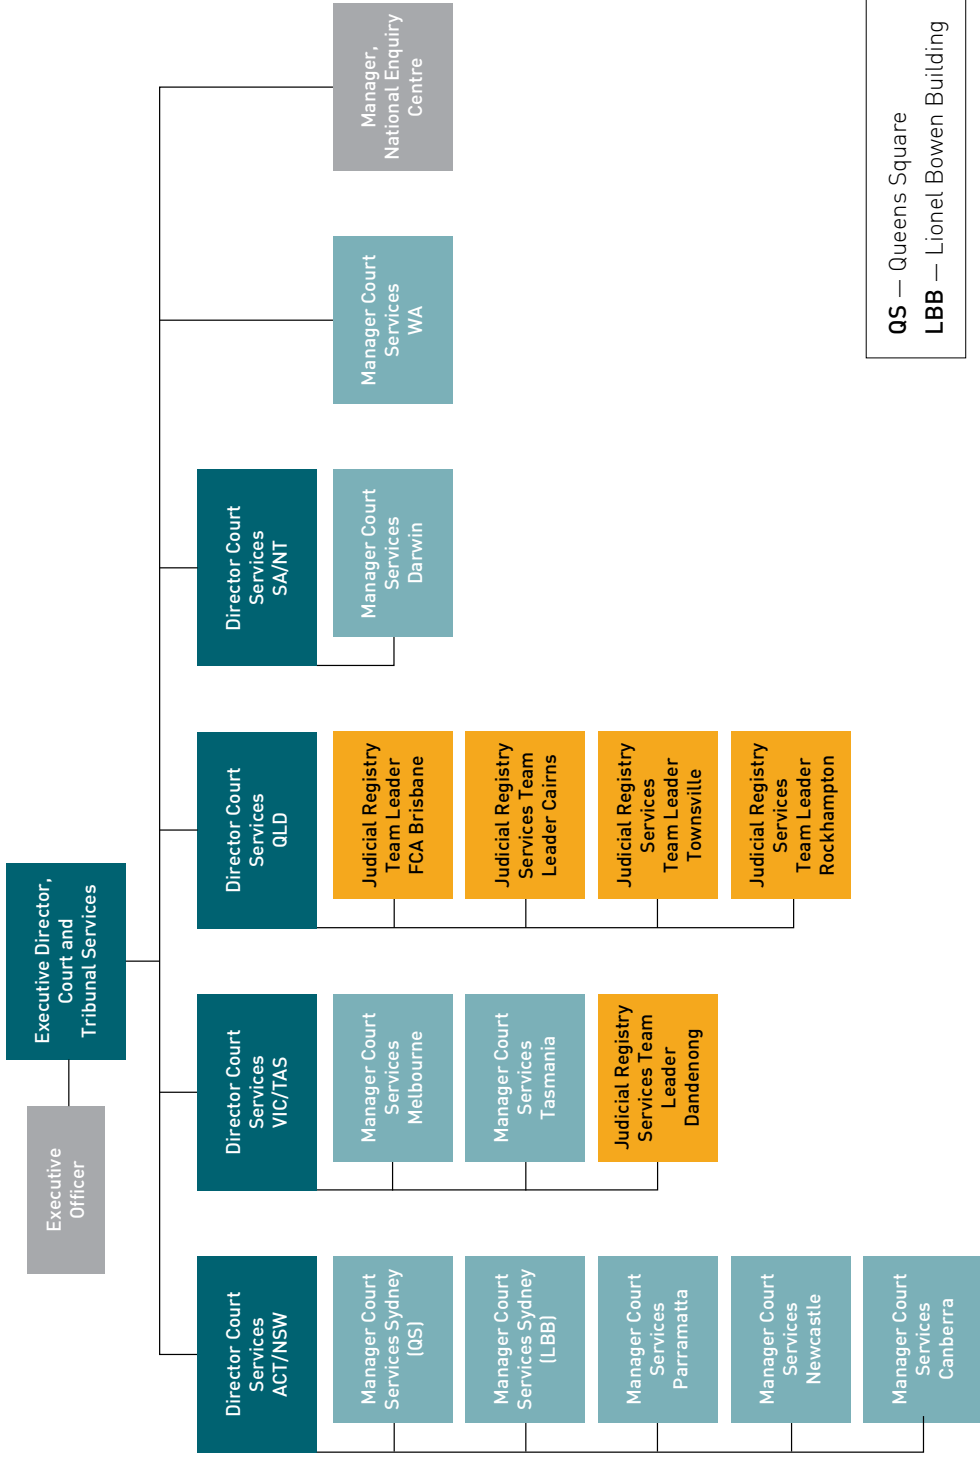 Executive Director,
Court and
Tribunal Services
Executive
Officer
Director Court
Services
ACT/NSW
Manager Court
Services Sydney
(QS)
Manager Court
Services Sydney
(LBB)
Manager Court
Services
Parramatta
Manager Court
Services
Newcastle
Manager Court
Services
Canberra
Director Court
Services
VIC/TAS
Manager Court
Services
Melbourne
Manager Court
Services
Tasmania
Judicial Registry
Services Team
Leader
Dandenong
Director Court
Services
QLD
Judicial Registry
Team Leader
FCA Brisbane
Judicial Registry
Services Team
Leader Cairns
Judicial Registry
Services
Team Leader
Townsville
Judicial Registry
Services
Team Leader
Rockhampton
Director Court
Services
SA/NT
Manager Court
Services
Darwin
Manager Court
Services
WA
Manager,
National Enquiry
Centre
QS — Queens Square
LBB — Lionel Bowen Building